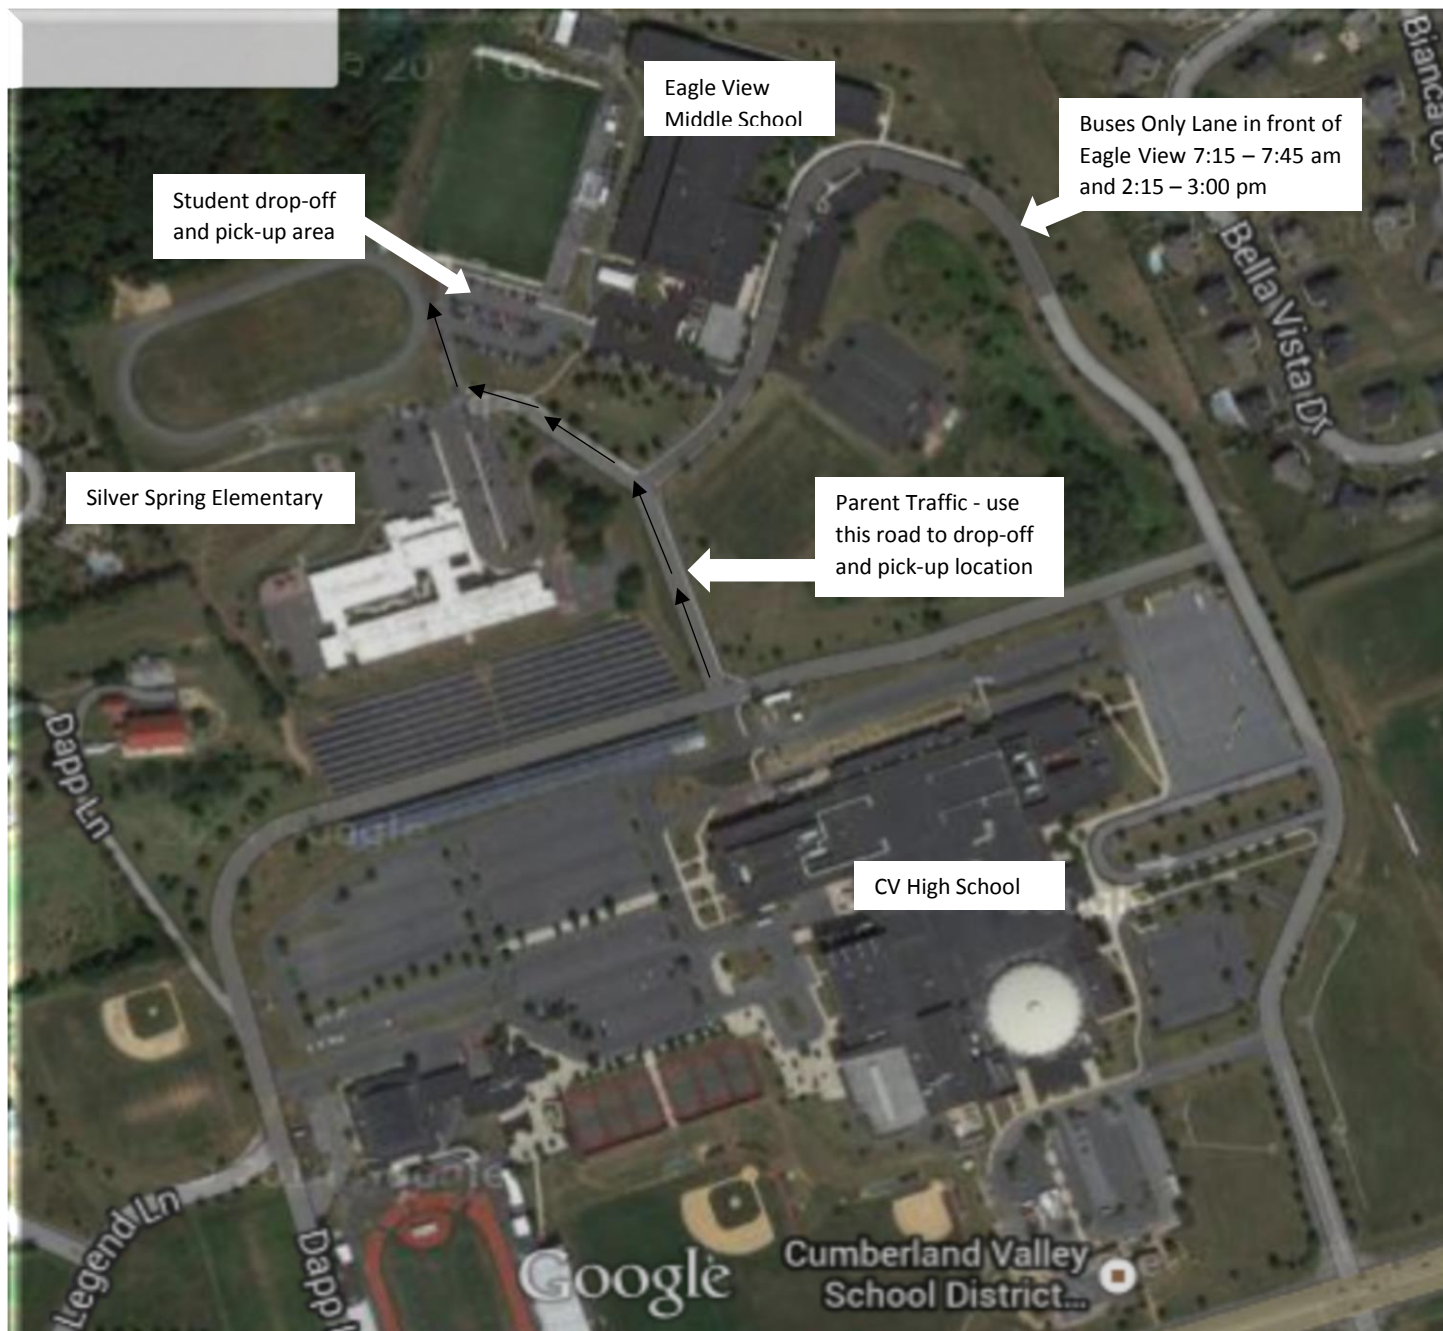 Eagle View
Middle School
Buses Only Lane in front of
Eagle View 7:15 – 7:45 am
and 2:15 – 3:00 pm
Student drop-off
and pick-up area
Bella Vista Dr
Silver Spring Elementary
Parent Traffic - use
this road to drop-off
and pick-up location
Dapp Ln
CV High School
Legend Ln
Dapp
Google
Cumberland Valley
School District...